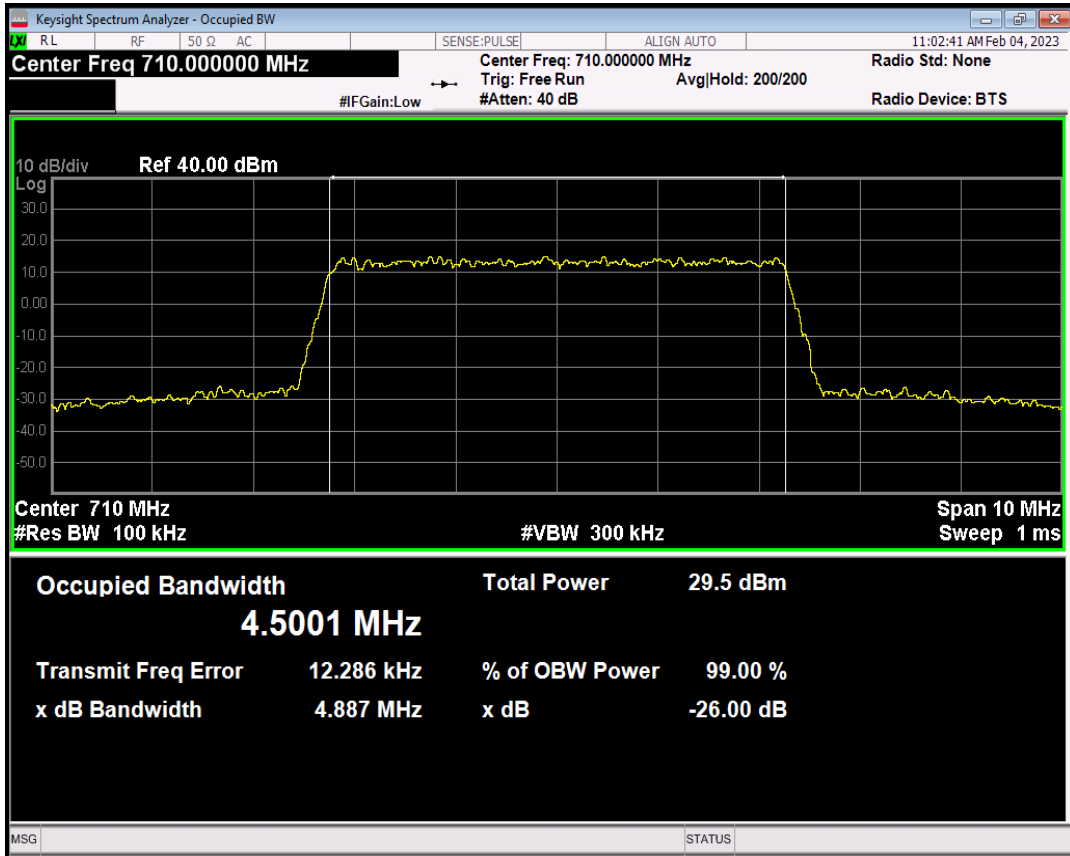 Keysight Spectrum Analyzer - Occupied BW
LXI RL RF 50 Ω AC SENSE:PULSE ALIGN AUTO 11:02:41 AM Feb 04, 2023
Center Freq 710.000000 MHz Center Freq: 710.000000 MHz Radio Std: None
Trig: Free Run Avg|Hold: 200/200
#IFGain:Low #Atten: 40 dB Radio Device: BTS
10 dB/div Ref 40.00 dBm
Log
30.0
20.0
10.0
0.00
-10.0
-20.0
-30.0
-40.0
-50.0
Center 710 MHz Span 10 MHz
#Res BW 100 kHz #VBW 300 kHz Sweep 1 ms
Occupied Bandwidth Total Power 29.5 dBm
4.5001 MHz
Transmit Freq Error 12.286 kHz % of OBW Power 99.00 %
x dB Bandwidth 4.887 MHz x dB -26.00 dB
MSG STATUS